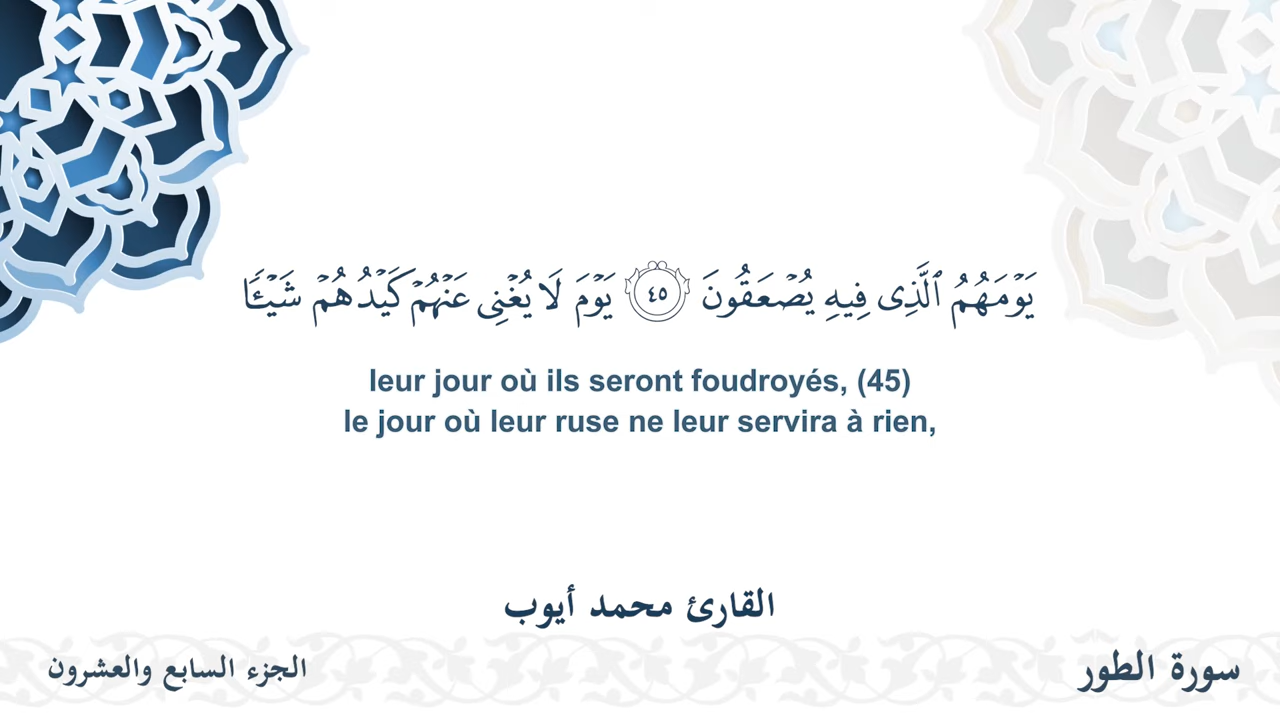 يَوْمَهُمُ ٱلَّذِى فِيهِ يُصْعَقُونَ ٤٥ يَوْمَ لَا يُغْنِى عَنْهُمْ كَيْدُهُمْ شَيْـًٔا
leur jour où ils seront foudroyés, (45)
le jour où leur ruse ne leur servira à rien,
القارئ محمد أيوب
سورة الطور
الجزء السابع والعشرون